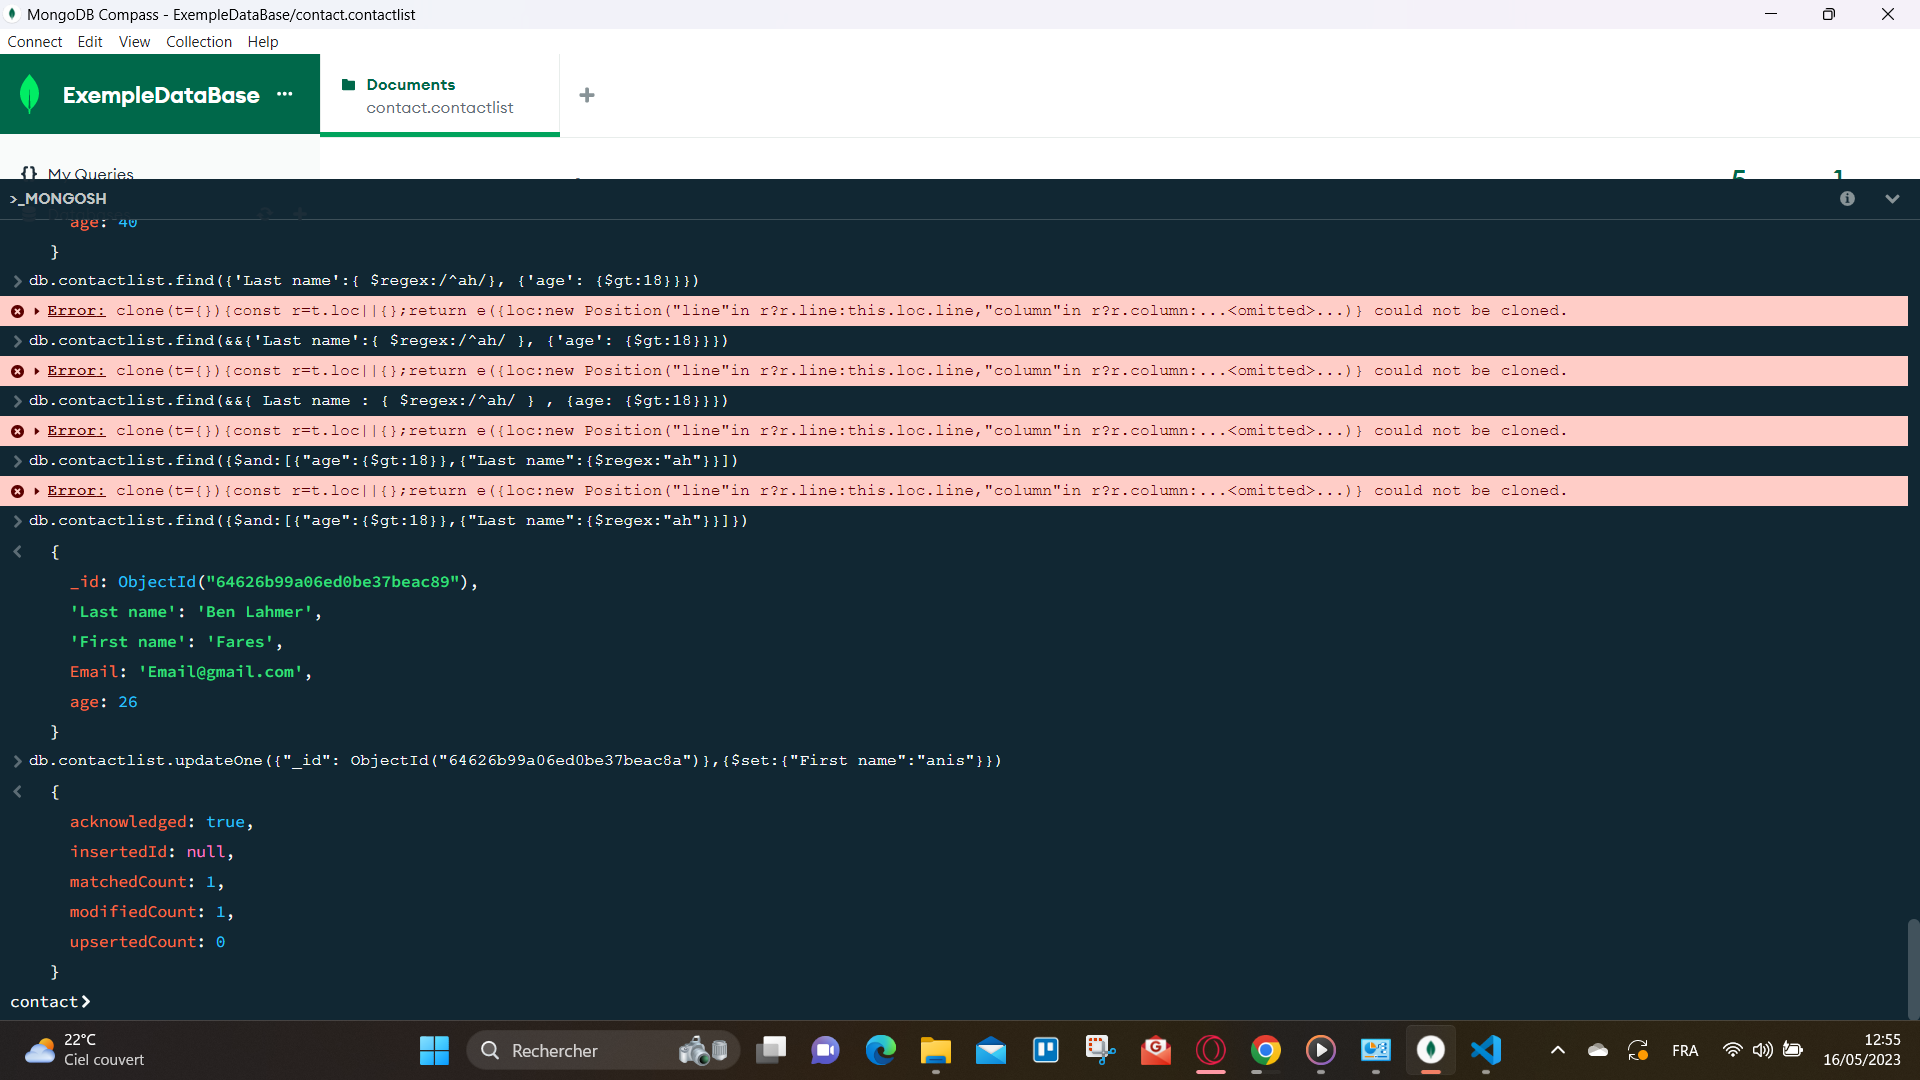 MongoDB Compass - ExempleDataBase/contact.contactlist
Connect Edit View Collection Help
ExempleDataBase ...
Documents
contact.contactlist
+
{} My Queries
5 1
>_MONGOSH
age: 40
}
db.contactlist.find({'Last name':{ $regex:/^ah/}, {'age': {$gt:18}}})
Error: clone(t={}){const r=t.loc||{};return e({loc:new Position("line"in r?r.line:this.loc.line,"column"in r?r.column:...<omitted>...)} could not be cloned.
db.contactlist.find(&&{'Last name':{ $regex:/^ah/ }, {'age': {$gt:18}}})
Error: clone(t={}){const r=t.loc||{};return e({loc:new Position("line"in r?r.line:this.loc.line,"column"in r?r.column:...<omitted>...)} could not be cloned.
db.contactlist.find(&&{ Last name : { $regex:/^ah/ } , {age: {$gt:18}}})
Error: clone(t={}){const r=t.loc||{};return e({loc:new Position("line"in r?r.line:this.loc.line,"column"in r?r.column:...<omitted>...)} could not be cloned.
db.contactlist.find({$and:[{"age":{$gt:18}},{"Last name":{$regex:"ah"}}])
Error: clone(t={}){const r=t.loc||{};return e({loc:new Position("line"in r?r.line:this.loc.line,"column"in r?r.column:...<omitted>...)} could not be cloned.
db.contactlist.find({$and:[{"age":{$gt:18}},{"Last name":{$regex:"ah"}}]})
{
_id: ObjectId("64626b99a06ed0be37beac89"),
'Last name': 'Ben Lahmer',
'First name': 'Fares',
Email: 'Email@gmail.com',
age: 26
}
db.contactlist.updateOne({"_id": ObjectId("64626b99a06ed0be37beac8a")},{$set:{"First name":"anis"}})
{
acknowledged: true,
insertedId: null,
matchedCount: 1,
modifiedCount: 1,
upsertedCount: 0
}
contact>
22°C
Ciel couvert
Rechercher
FRA
12:55
16/05/2023